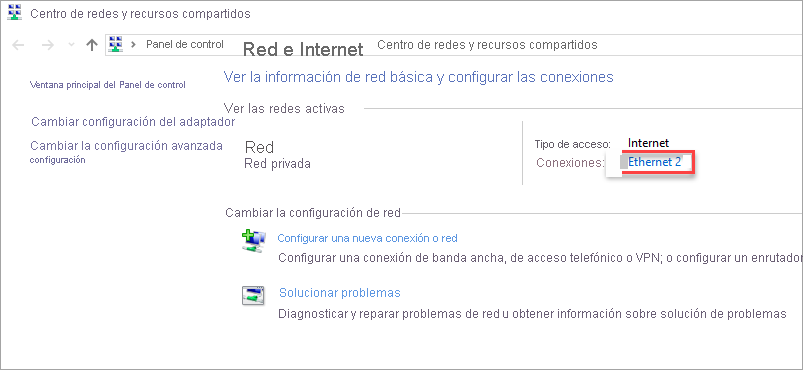 Centro de redes y recursos compartidos
Panel de control Red e Internet Centro de redes y recursos compartidos
Ventana principal del Panel de control
Cambiar configuración del adaptador
Cambiar la configuración avanzada
configuración
Ver la información de red básica y configurar las conexiones
Ver las redes activas
Red
Red privada
Tipo de acceso: Internet
Conexiones: Ethernet 2
Cambiar la configuración de red
Configurar una nueva conexión o red
Configurar una conexión de banda ancha, de acceso telefónico o VPN; o configurar un enrutador
Solucionar problemas
Diagnosticar y reparar problemas de red u obtener información sobre solución de problemas